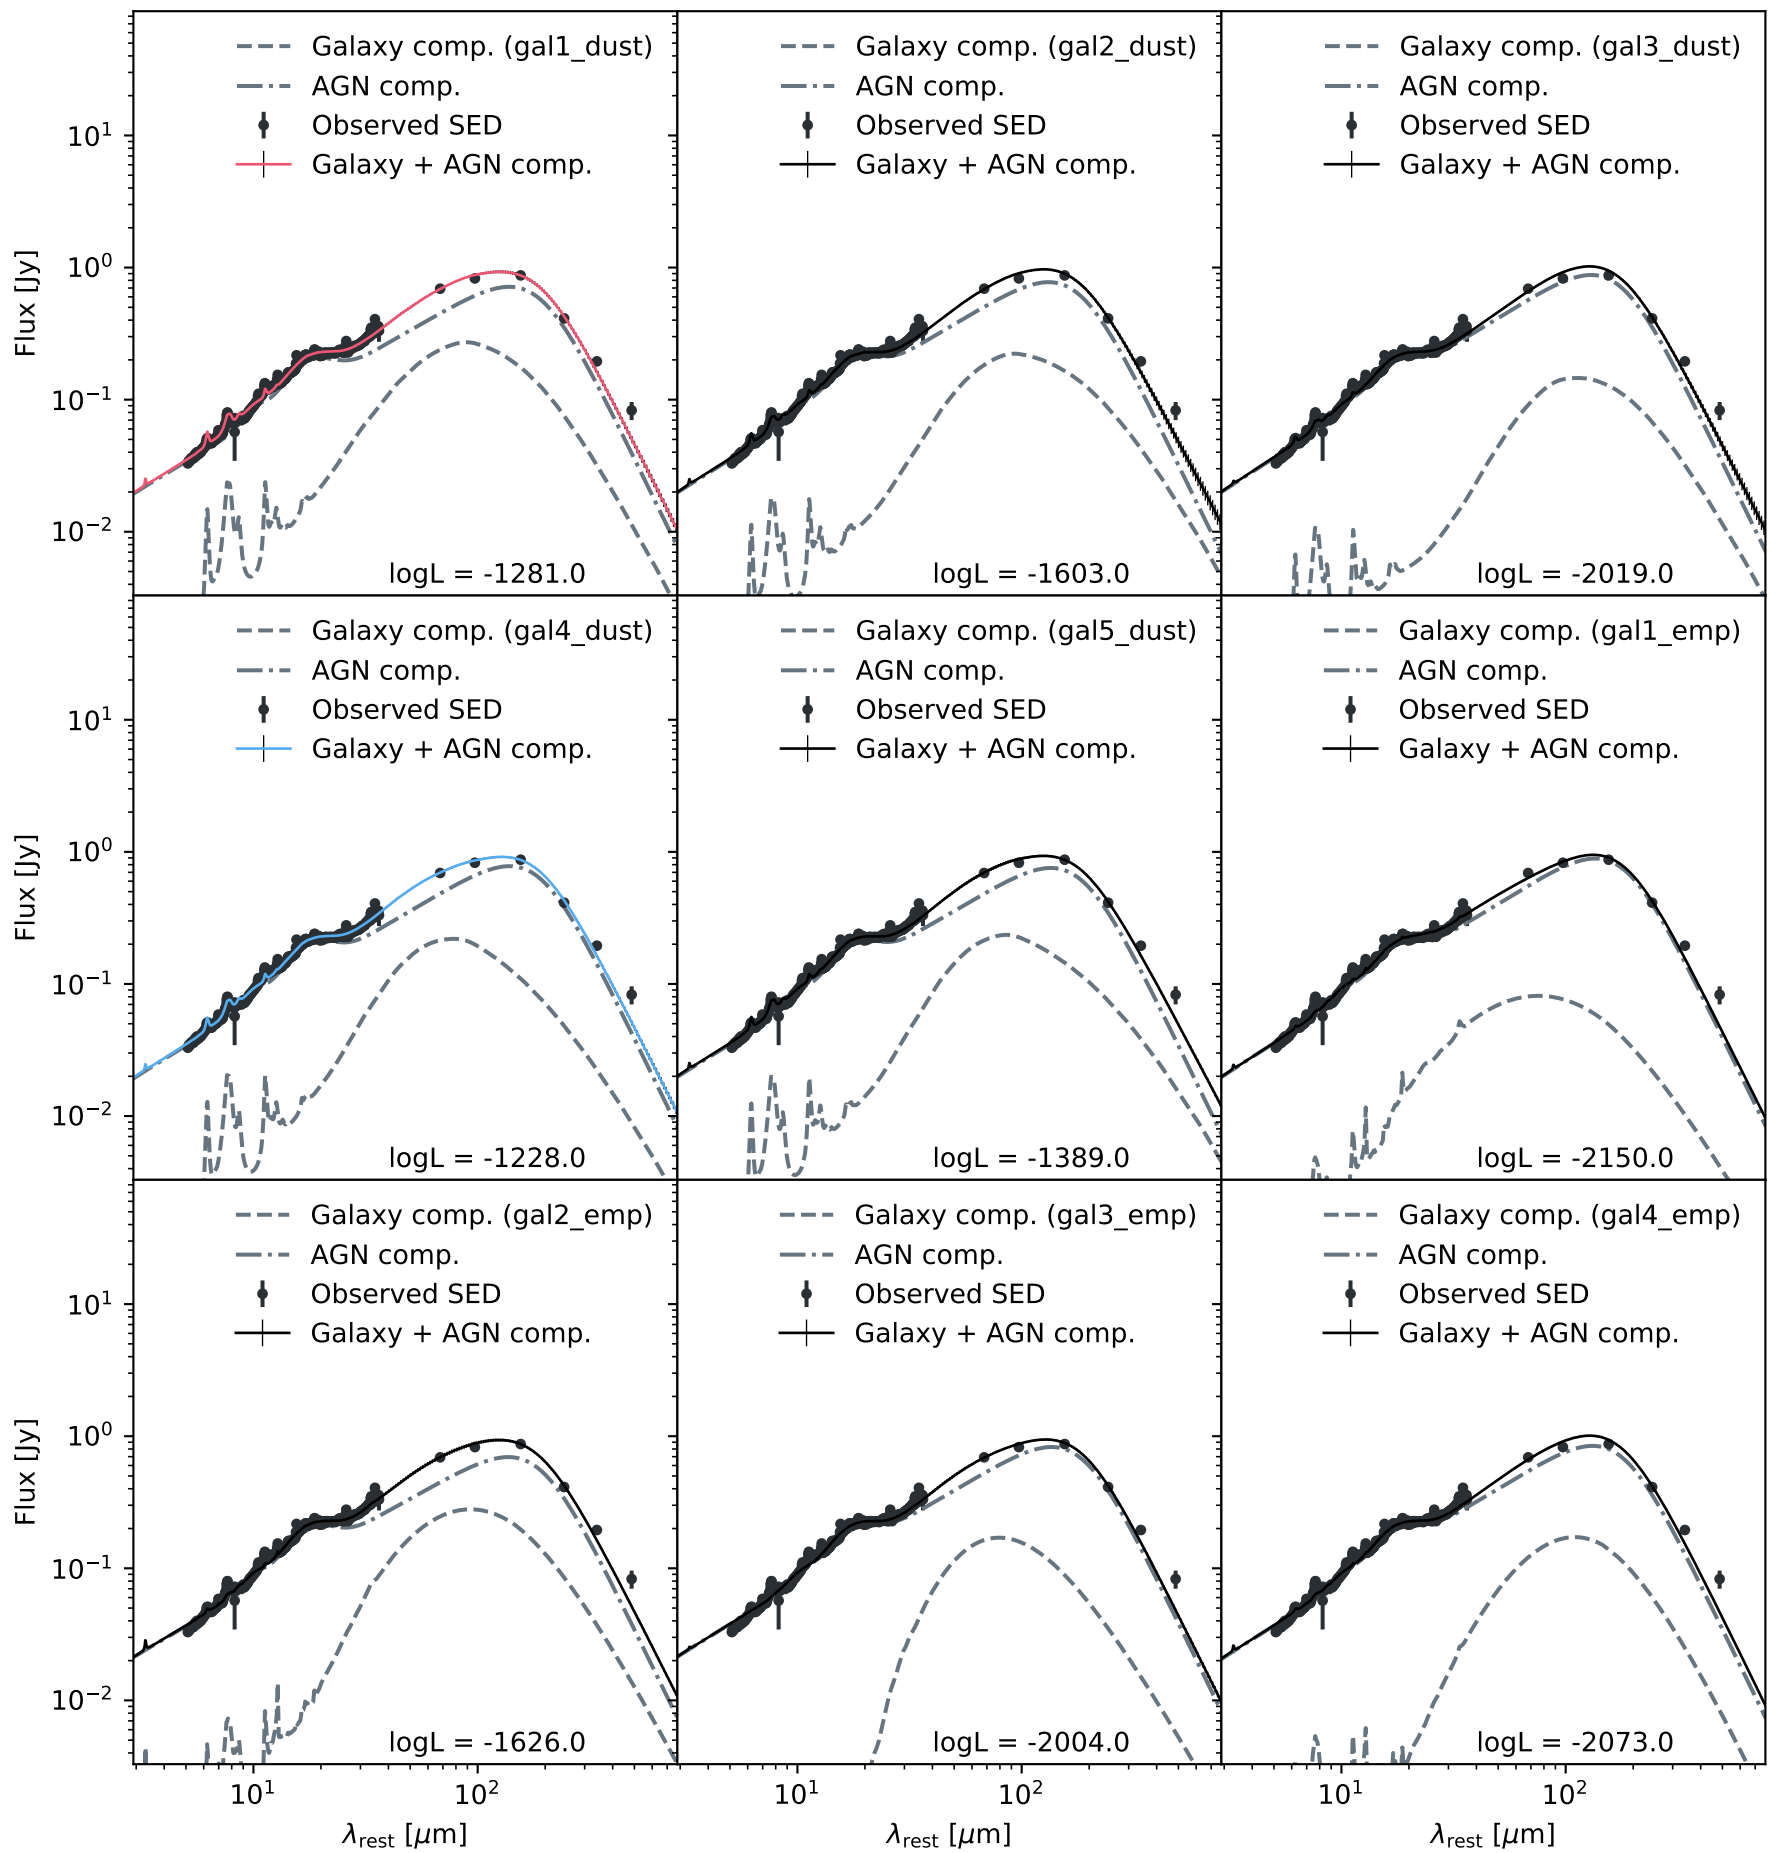 Galaxy comp. (gal1_dust)
AGN comp.
Observed SED
Galaxy + AGN comp.
logL = -1281.0
Galaxy comp. (gal2_dust)
AGN comp.
Observed SED
Galaxy + AGN comp.
logL = -1603.0
Galaxy comp. (gal3_dust)
AGN comp.
Observed SED
Galaxy + AGN comp.
logL = -2019.0
10¹
10⁰
10⁻¹
10⁻²
Flux [Jy]
Galaxy comp. (gal4_dust)
AGN comp.
Observed SED
Galaxy + AGN comp.
logL = -1228.0
Galaxy comp. (gal5_dust)
AGN comp.
Observed SED
Galaxy + AGN comp.
logL = -1389.0
Galaxy comp. (gal1_emp)
AGN comp.
Observed SED
Galaxy + AGN comp.
logL = -2150.0
10¹
10⁰
10⁻¹
10⁻²
Flux [Jy]
Galaxy comp. (gal2_emp)
AGN comp.
Observed SED
Galaxy + AGN comp.
logL = -1626.0
Galaxy comp. (gal3_emp)
AGN comp.
Observed SED
Galaxy + AGN comp.
logL = -2004.0
Galaxy comp. (gal4_emp)
AGN comp.
Observed SED
Galaxy + AGN comp.
logL = -2073.0
10¹
10⁰
10⁻¹
10⁻²
Flux [Jy]
10¹ 10² 10¹ 10² 10¹ 10²
λrest [μm] λrest [μm] λrest [μm]